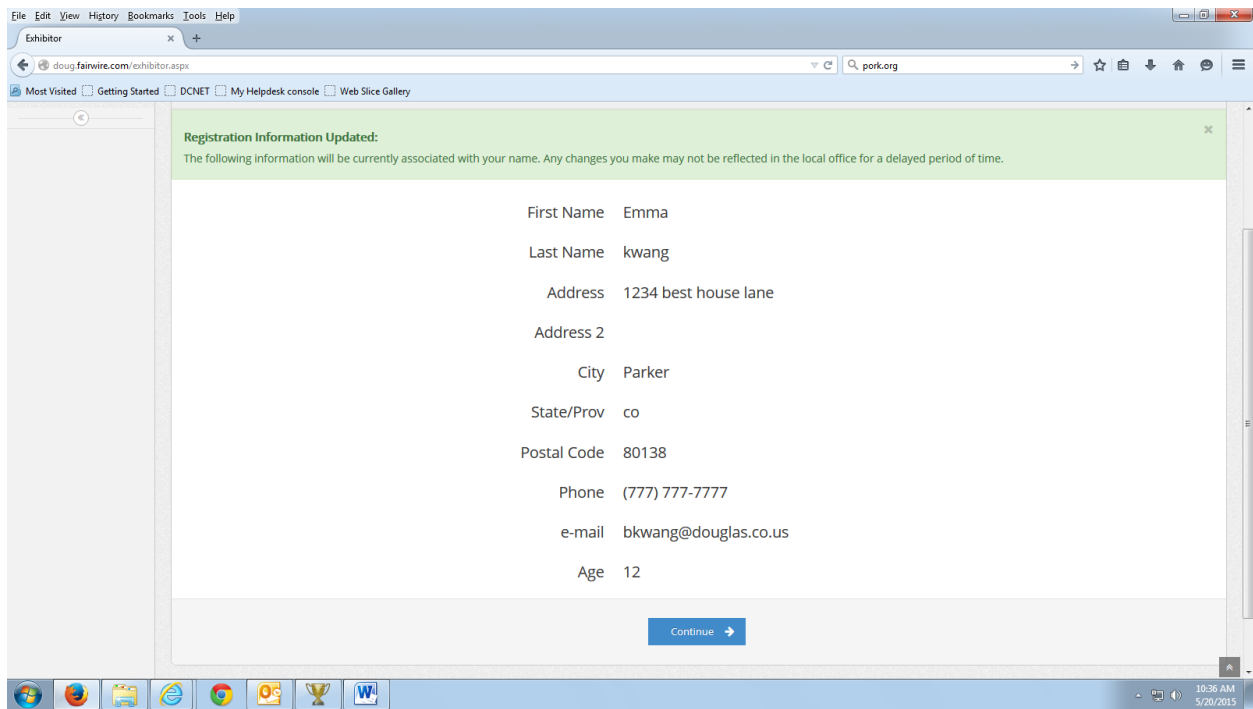 File Edit View History Bookmarks Tools Help
Exhibitor
doug.fairwire.com/exhibitor.aspx
pork.org
Most Visited Getting Started DCNET My Helpdesk console Web Slice Gallery
Registration Information Updated:
The following information will be currently associated with your name. Any changes you make may not be reflected in the local office for a delayed period of time.
First Name Emma
Last Name kwang
Address 1234 best house lane
Address 2
City Parker
State/Prov co
Postal Code 80138
Phone (777) 777-7777
e-mail bkwang@douglas.co.us
Age 12
Continue
10:36 AM
5/20/2015